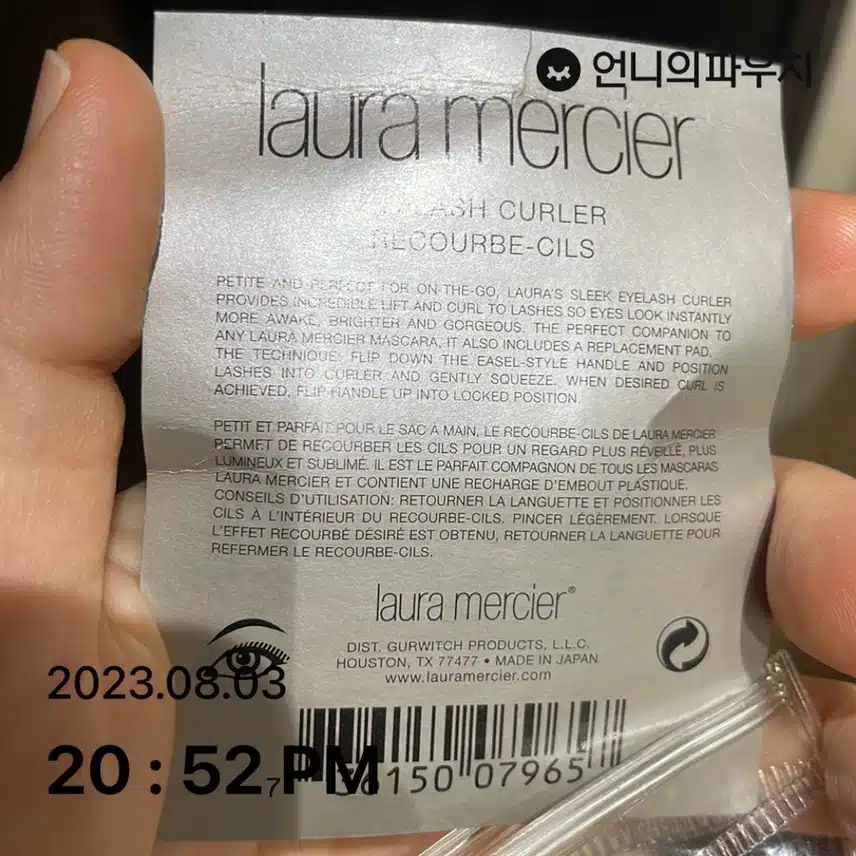 언니의파우치
laura mercier
LASH CURLER
RECOURBE-CILS
PETITE AND PERFECT FOR ON-THE-GO, LAURA'S SLEEK EYELASH CURLER
PROVIDES INCREDIBLE LIFT AND CURL TO LASHES SO EYES LOOK INSTANTLY
MORE AWAKE, BRIGHTER AND GORGEOUS. THE PERFECT COMPANION TO
ANY LAURA MERCIER MASCARA, IT ALSO INCLUDES A REPLACEMENT PAD.
THE TECHNIQUE: FLIP DOWN THE EASEL-STYLE HANDLE AND POSITION
LASHES INTO CURLER AND GENTLY SQUEEZE. WHEN DESIRED CURL IS
ACHIEVED, FLIP HANDLE UP INTO LOCKED POSITION.
PETIT ET PARFAIT POUR LE SAC À MAIN, LE RECOURBE-CILS DE LAURA MERCIER
PERMET DE RECOURBER LES CILS POUR UN REGARD PLUS RÉVEILLÉ, PLUS
LUMINEUX ET SUBLIMÉ. IL EST LE PARFAIT COMPAGNON DE TOUS LES MASCARAS
LAURA MERCIER ET CONTIENT UNE RECHARGE D'EMBOUT PLASTIQUE.
CONSEILS D'UTILISATION: RETOURNER LA LANGUETTE ET POSITIONNER LES
CILS À L'INTÉRIEUR DU RECOURBE-CILS. PINCER LÉGÈREMENT. LORSQUE
L'EFFET RECOURBÉ DÉSIRÉ EST OBTENU, RETOURNER LA LANGUETTE POUR
REFERMER LE RECOURBE-CILS.
laura mercier®
DIST. GURWITCH PRODUCTS, L.L.C.
HOUSTON, TX 77477 • MADE IN JAPAN
www.lauramercier.com
2023.08.03
20 : 52 PM
7 36150 07965